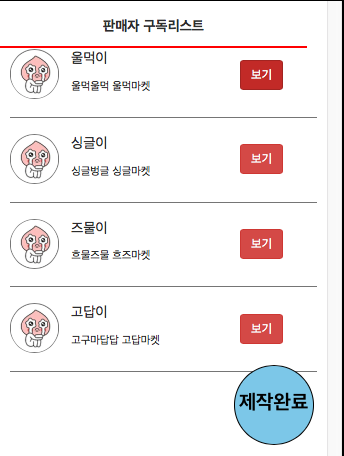 판매자 구독리스트
울먹이
울먹울먹 울먹마켓
보기
싱글이
싱글벙글 싱글마켓
보기
즈물이
흐물즈물 흐즈마켓
보기
고답이
고구마답답 고답마켓
보기
제작완료